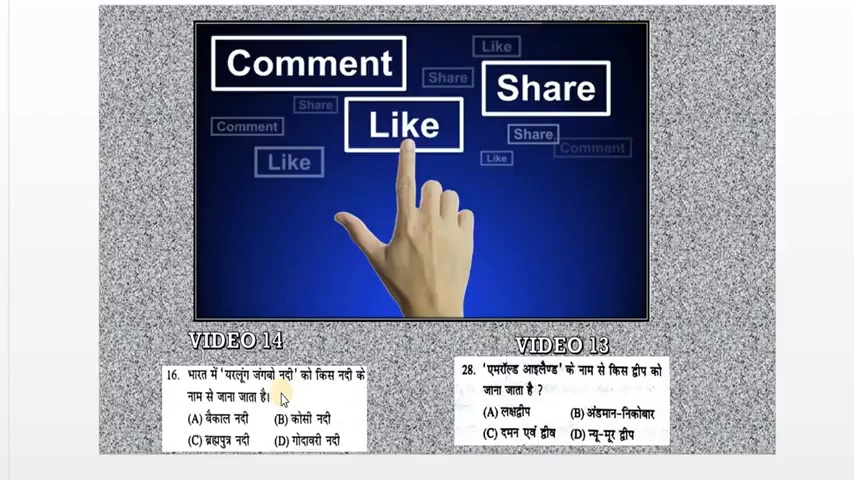 Like
Comment
Share
Share
Share
Like
Comment
Share
Comment
Like
Like
VIDEO 14
16. भारत में 'यरलूंग जंगबो नदी' को किस नदी के
नाम से जाना जाता है।
(A) बैकाल नदी (B) कोसी नदी
(C) ब्रह्मपुत्र नदी (D) गोदावरी नदी
VIDEO 13
28. 'एमरॉल्ड आइलैण्ड' के नाम से किस द्वीप को
जाना जाता है ?
(A) लक्षद्वीप (B) अंडमान-निकोबार
(C) दमन एवं द्वीव (D) न्यू-मूर द्वीप